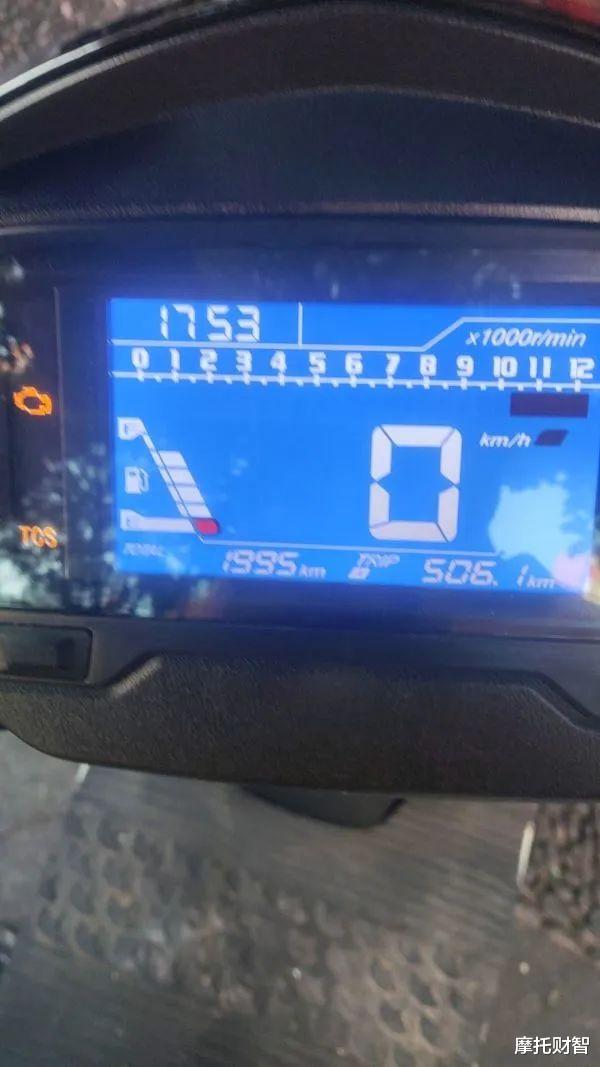 1753
x1000r/min
0 1 2 3 4 5 6 7 8 9 10 11 12
F
km/h
0
E
TCS
TOTAL 1995 km TRIP 506.1 km
摩托财智